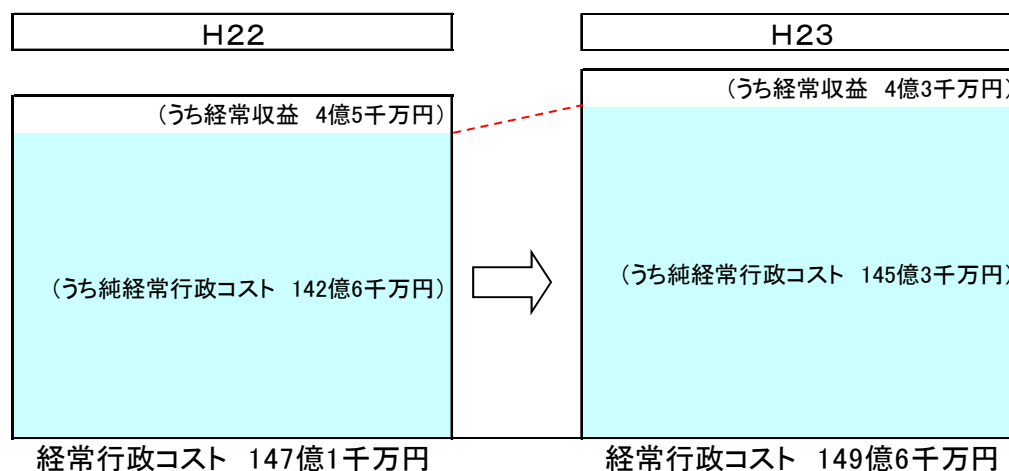 H22
H23
（うち経常収益 4億5千万円）
（うち経常収益 4億3千万円）
（うち純経常行政コスト 142億6千万円）
（うち純経常行政コスト 145億3千万円）
経常行政コスト 147億1千万円
経常行政コスト 149億6千万円